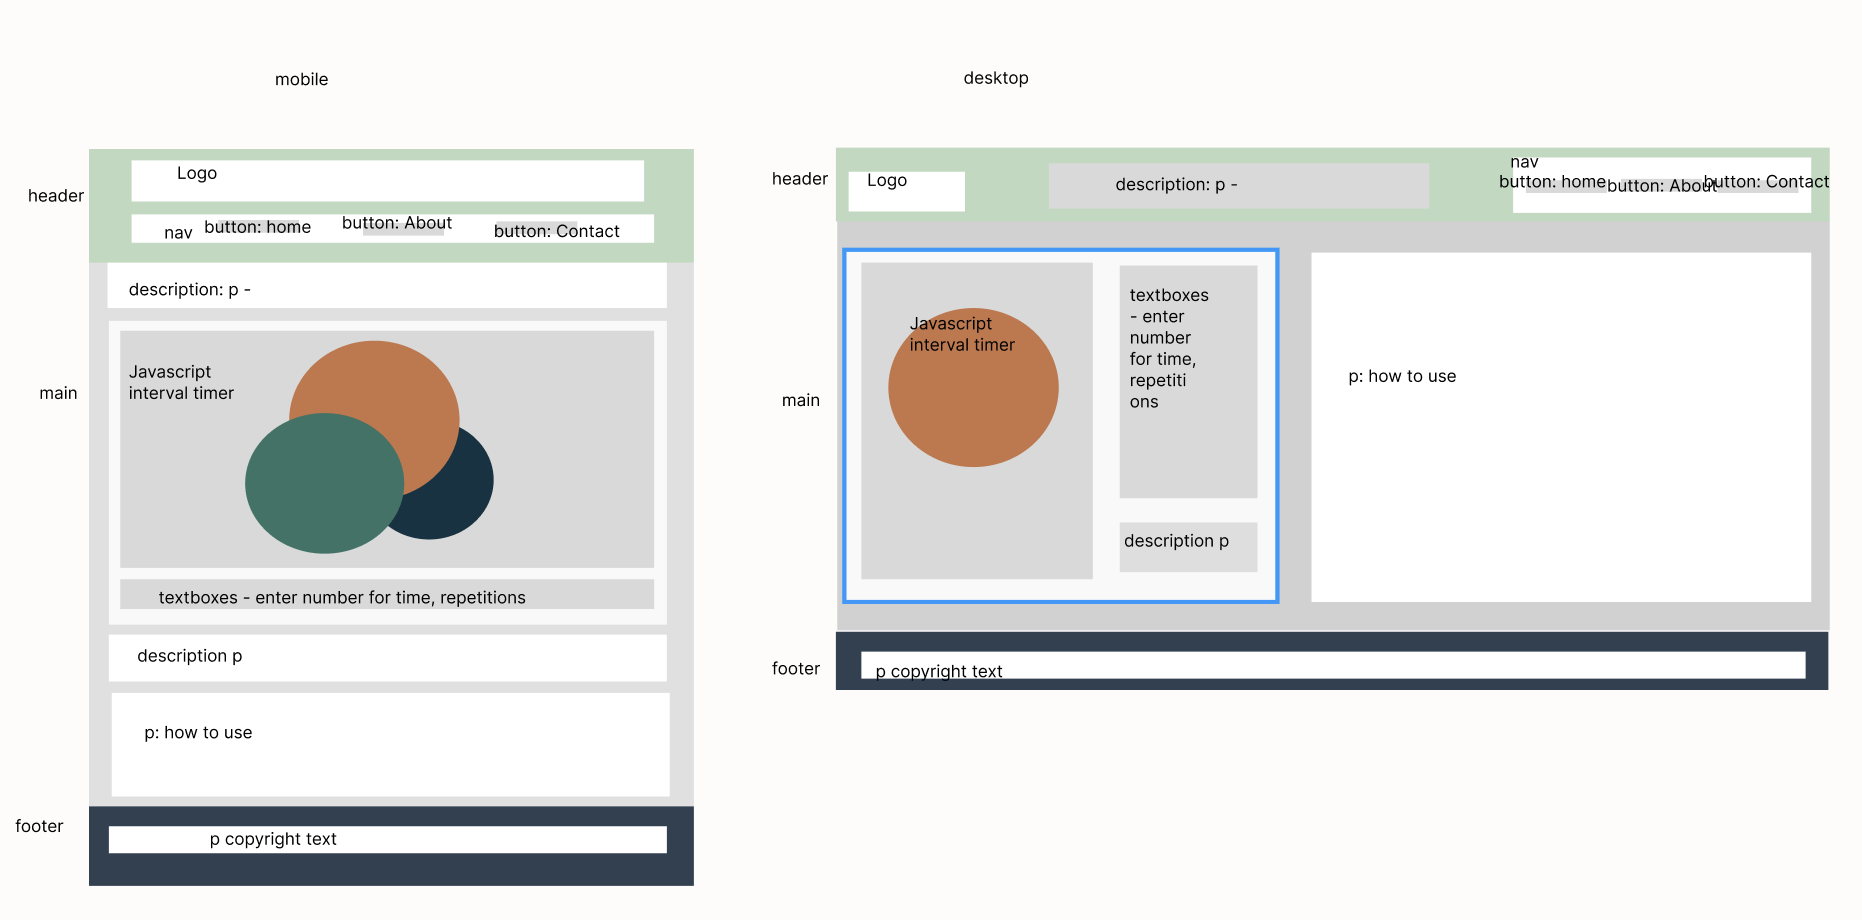 mobile
header
Logo
nav
button: home
button: About
button: Contact
description: p -
main
Javascript
interval timer
textboxes - enter number for time, repetitions
description p
p: how to use
footer
p copyright text
desktop
header
Logo
description: p -
nav
button: home
button: About
button: Contact
main
Javascript
interval timer
textboxes
- enter
number
for time,
repetiti
ons
description p
p: how to use
footer
p copyright text